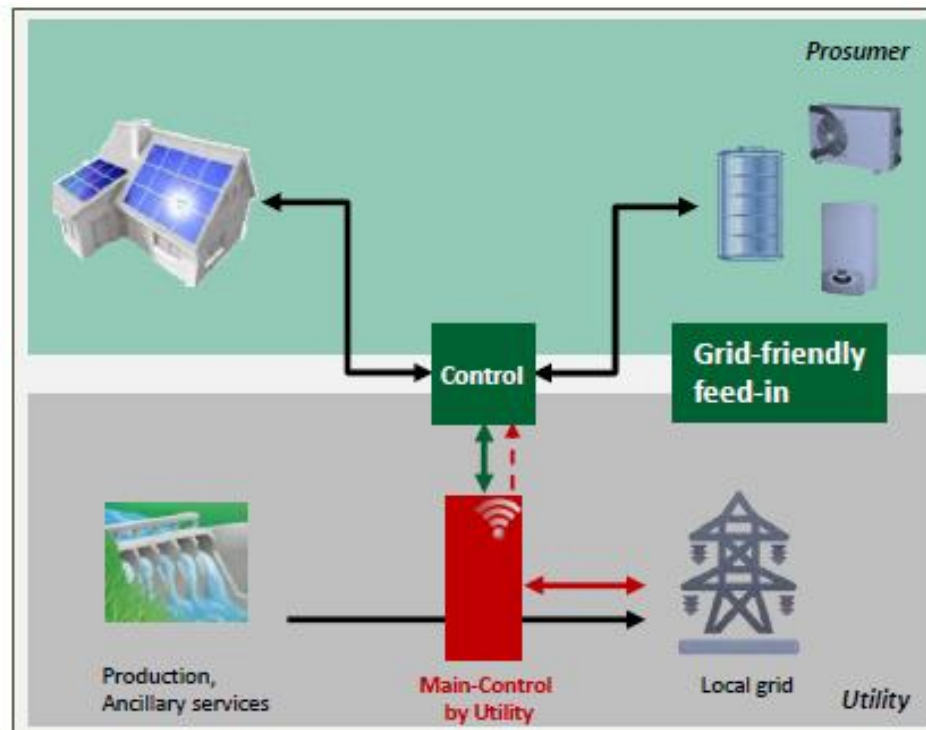 Prosumer
Control
Grid-friendly
feed-in
Production,
Ancillary services
Main-Control
by Utility
Local grid
Utility